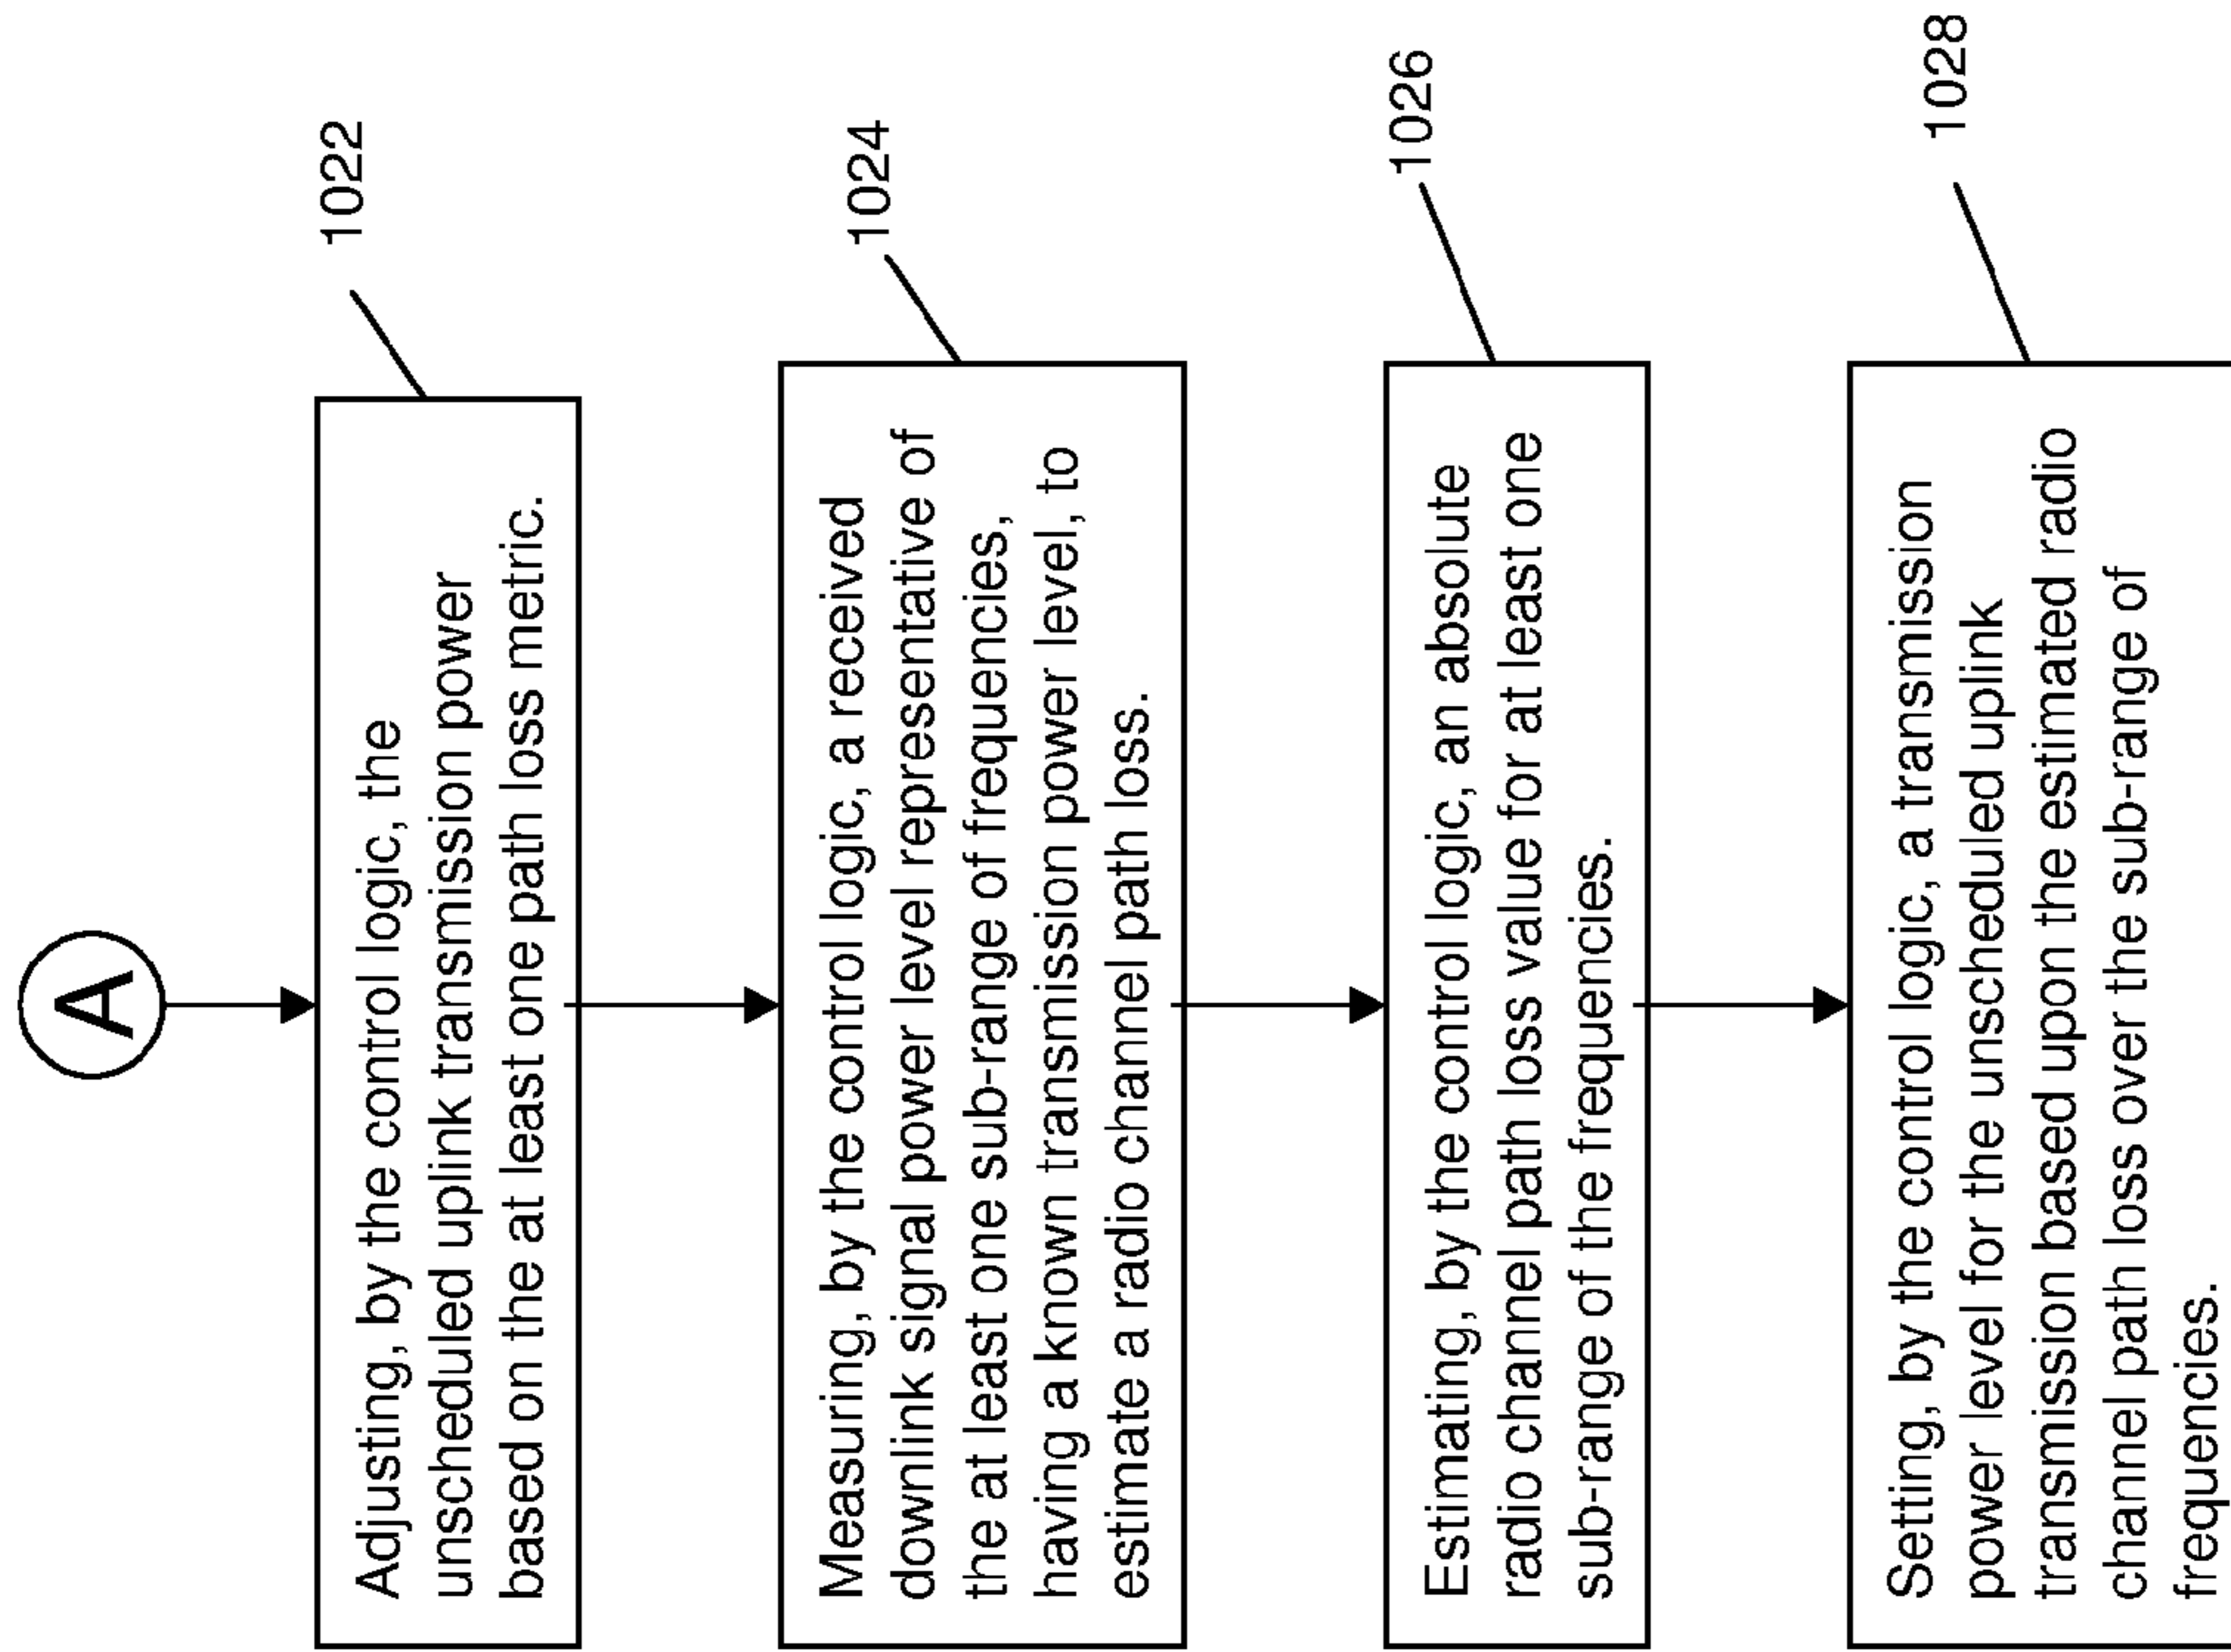 A
1022
Adjusting, by the control logic, the
unscheduled uplink transmission power
based on the at least one path loss metric.
1024
Measuring, by the control logic, a received
downlink signal power level representative of
the at least one sub-range of frequencies,
having a known transmission power level, to
estimate a radio channel path loss.
1026
Estimating, by the control logic, an absolute
radio channel path loss value for at least one
sub-range of the frequencies.
1028
Setting, by the control logic, a transmission
power level for the unscheduled uplink
transmission based upon the estimated radio
channel path loss over the sub-range of
frequencies.